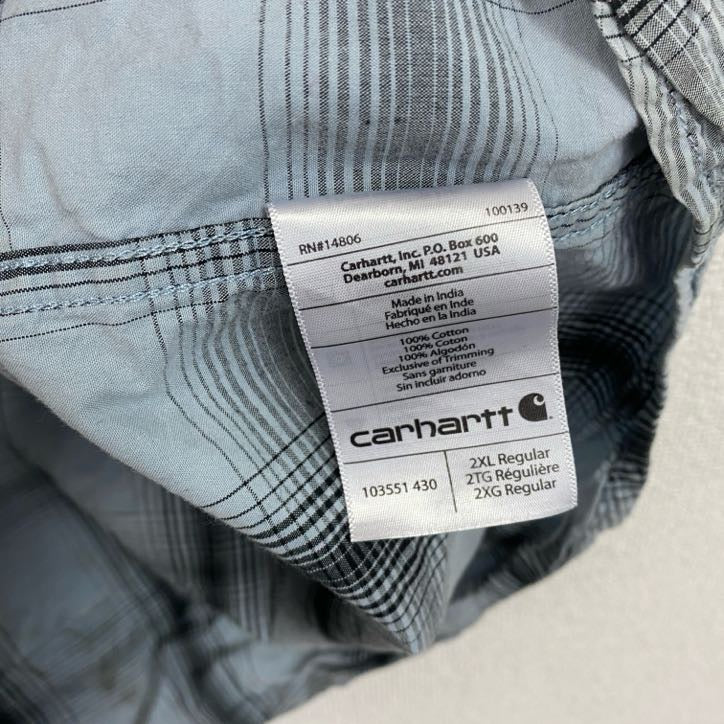 RN#14806 100139
Carhartt, Inc. P.O. Box 600
Dearborn, MI 48121 USA
carhartt.com
Made in India
Fabriqué en Inde
Hecho en la India
100% Cotton
100% Coton
100% Algodón
Exclusive of Trimming
Sans garniture
Sin incluir adorno
carhartt
103551 430
2XL Regular
2TG Régulière
2XG Regular